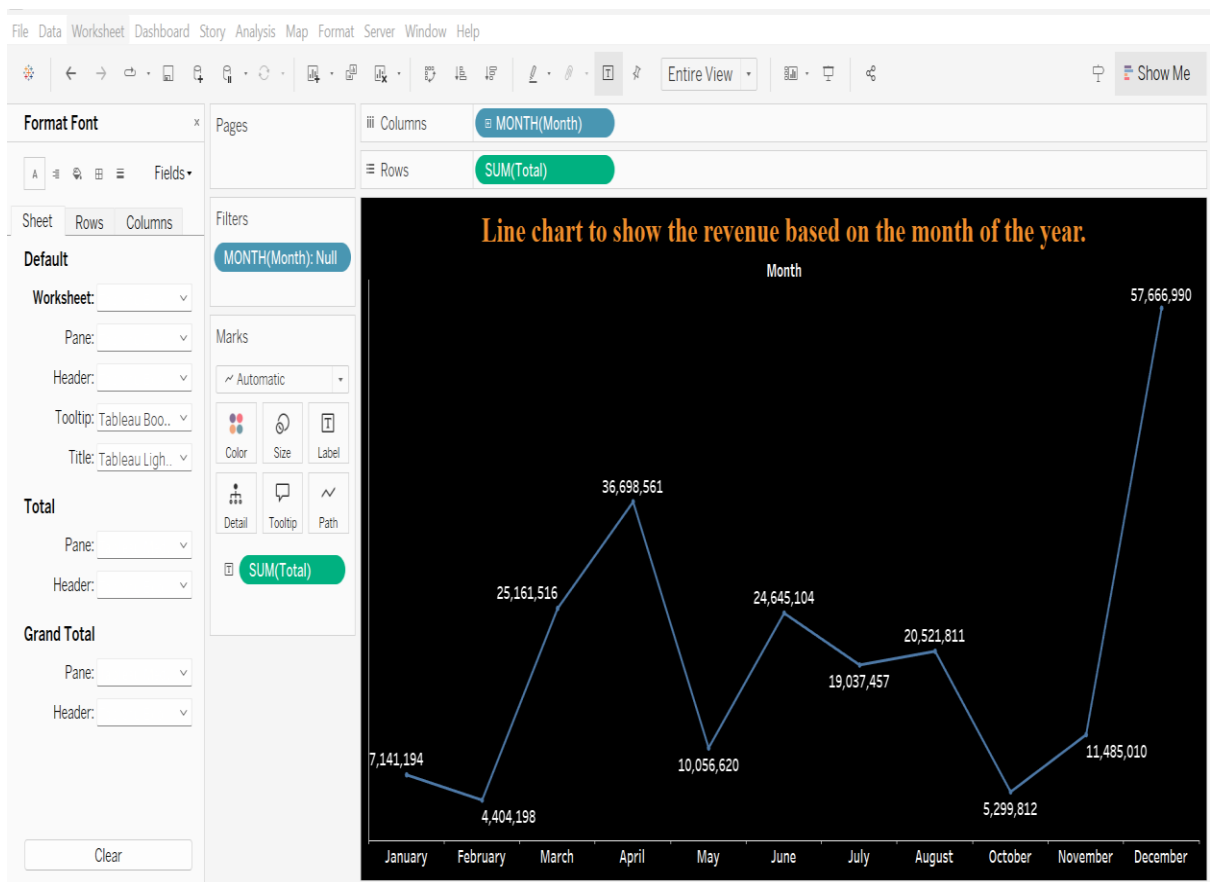 File Data Worksheet Dashboard Story Analysis Map Format Server Window Help
Entire View
Show Me
Format Font
x
Fields
Sheet Rows Columns
Default
Worksheet:
Pane:
Header:
Tooltip: Tableau Boo..
Title: Tableau Ligh..
Total
Pane:
Header:
Grand Total
Pane:
Header:
Clear
Pages
Filters
MONTH(Month): Null
Marks
Automatic
Color Size Label
Detail Tooltip Path
SUM(Total)
Columns MONTH(Month)
Rows SUM(Total)
Line chart to show the revenue based on the month of the year.
Month
57,666,990
36,698,561
25,161,516
24,645,104
20,521,811
19,037,457
7,141,194
10,056,620
11,485,010
4,404,198
5,299,812
January February March April May June July August October November December